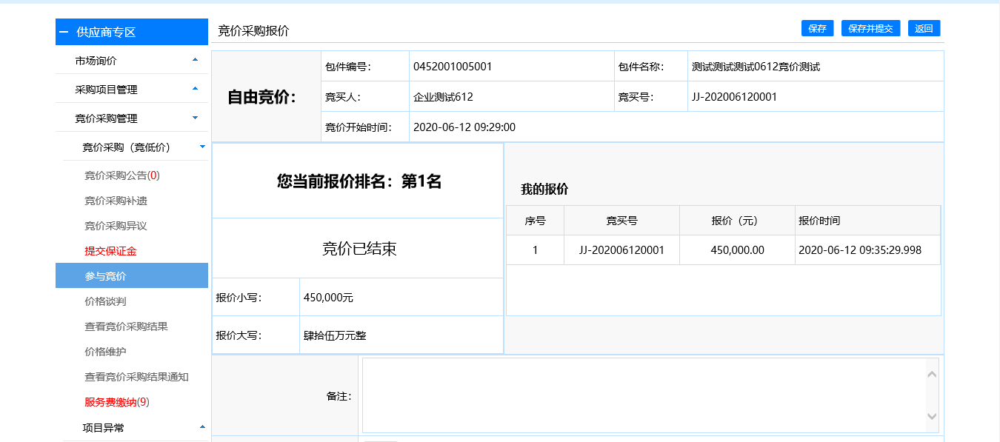 供应商专区
市场询价
采购项目管理
竞价采购管理
竞价采购（竞低价）
竞价采购公告(0)
竞价采购补遗
竞价采购异议
提交保证金
参与竞价
价格谈判
查看竞价采购结果
价格维护
查看竞价采购结果通知
服务费缴纳(9)
项目异常
竞价采购报价
保存 保存并提交 返回
自由竞价：
包件编号： 0452001005001 包件名称： 测试测试测试0612竞价测试
竞买人： 企业测试612 竞买号： JJ-202006120001
竞价开始时间： 2020-06-12 09:29:00
您当前报价排名：第1名
竞价已结束
报价小写： 450,000元
报价大写： 肆拾伍万元整
我的报价
序号 竞买号 报价（元） 报价时间
1 JJ-202006120001 450,000.00 2020-06-12 09:35:29.998
备注：